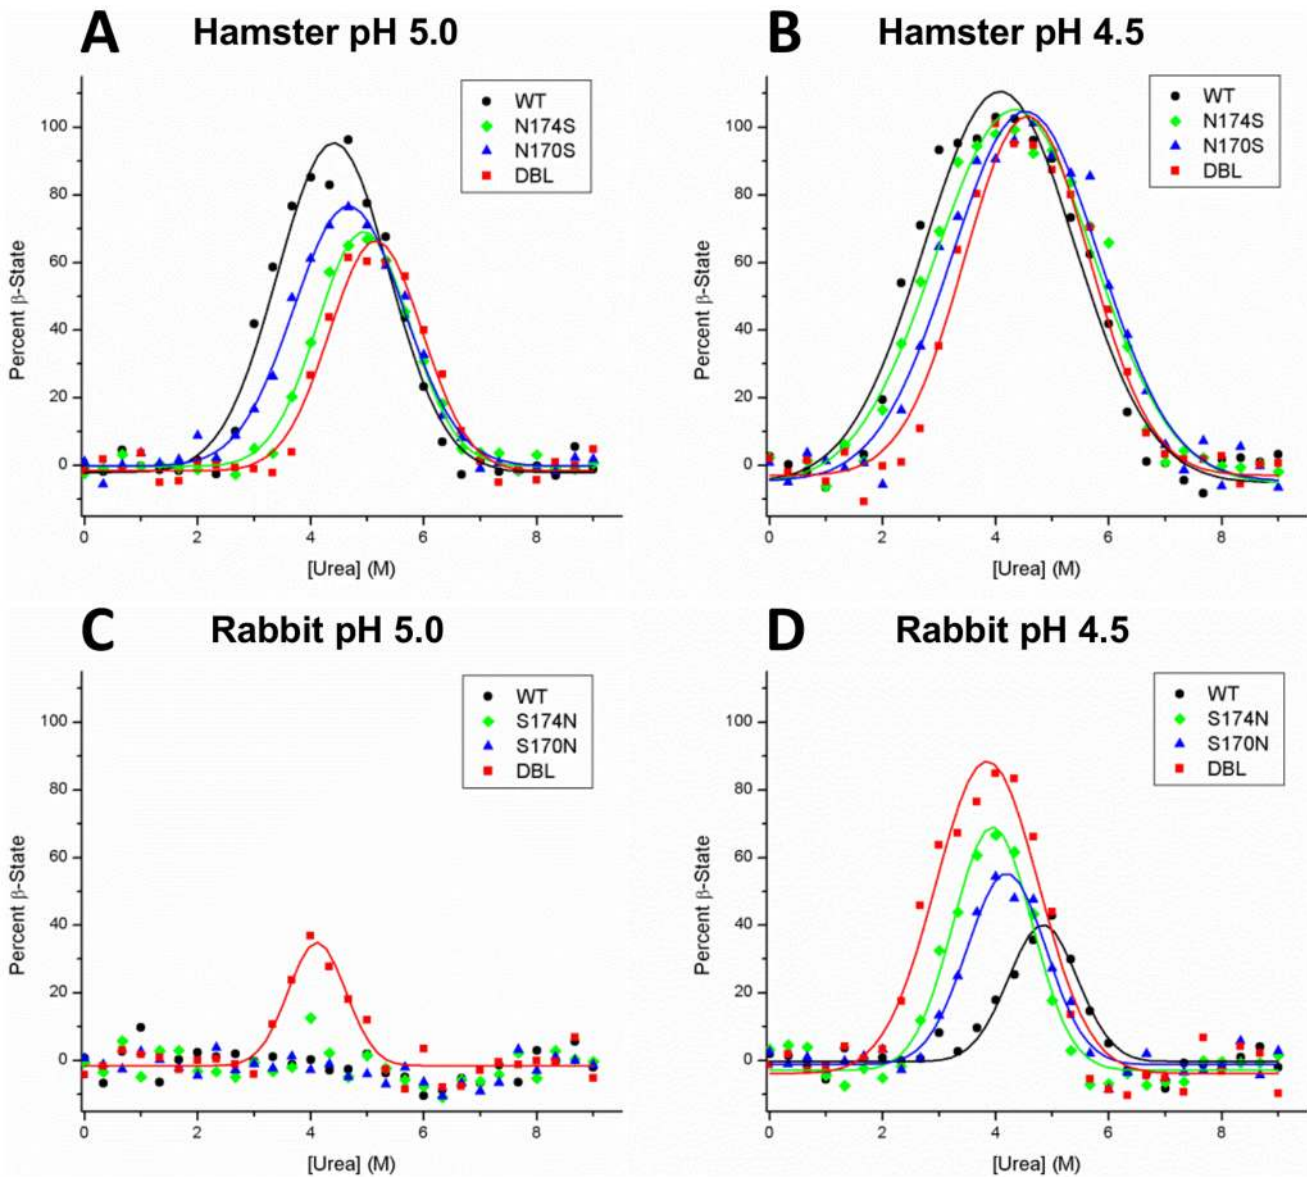 A Hamster pH 5.0
WT
N174S
N170S
DBL
100
80
60
40
20
0
Percent β-State
0 2 4 6 8
[Urea] (M)
B Hamster pH 4.5
WT
N174S
N170S
DBL
100
80
60
40
20
0
Percent β-State
0 2 4 6 8
[Urea] (M)
C Rabbit pH 5.0
WT
S174N
S170N
DBL
100
80
60
40
20
0
Percent β-State
0 2 4 6 8
[Urea] (M)
D Rabbit pH 4.5
WT
S174N
S170N
DBL
100
80
60
40
20
0
Percent β-State
0 2 4 6 8
[Urea] (M)